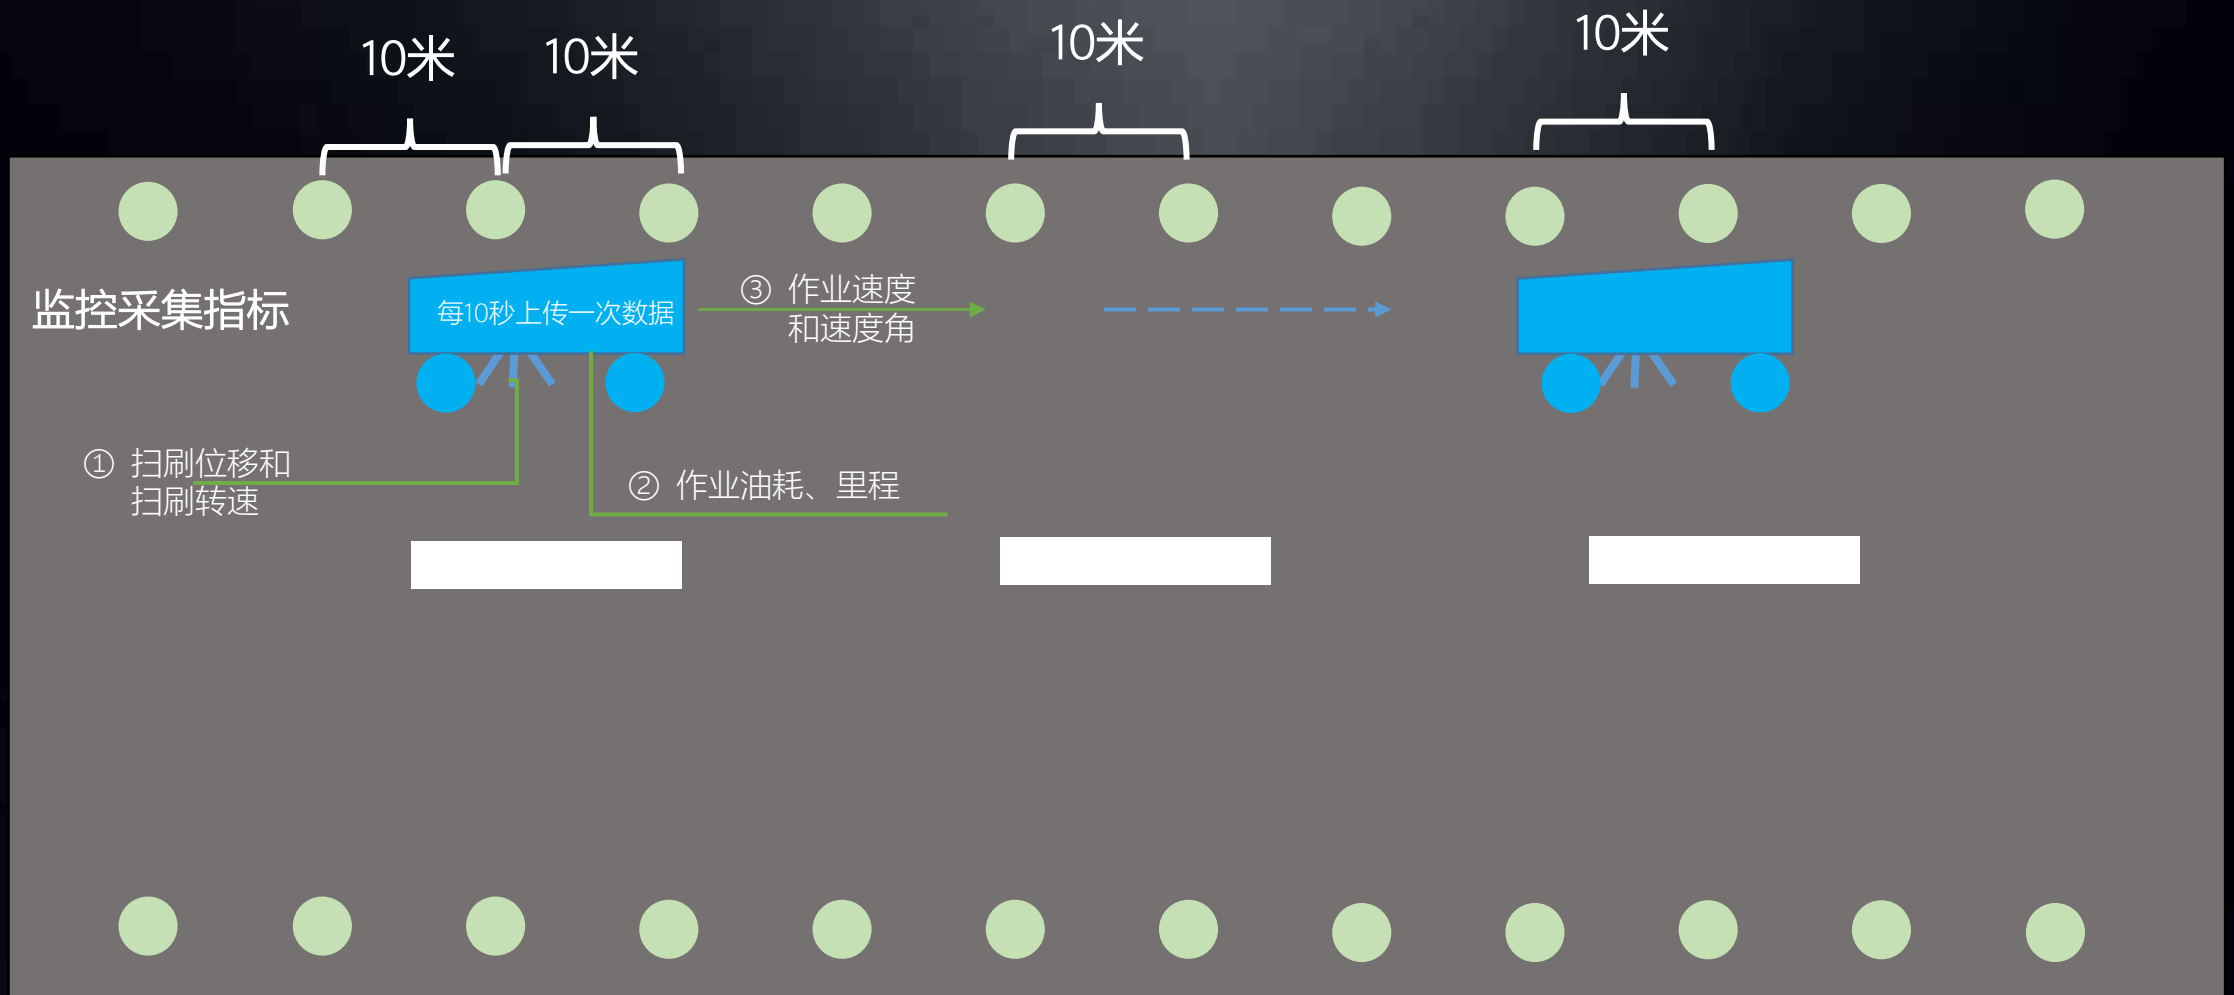 10米
10米
10米
10米
监控采集指标
每10秒上传一次数据
③ 作业速度
和速度角
① 扫刷位移和
扫刷转速
② 作业油耗、里程